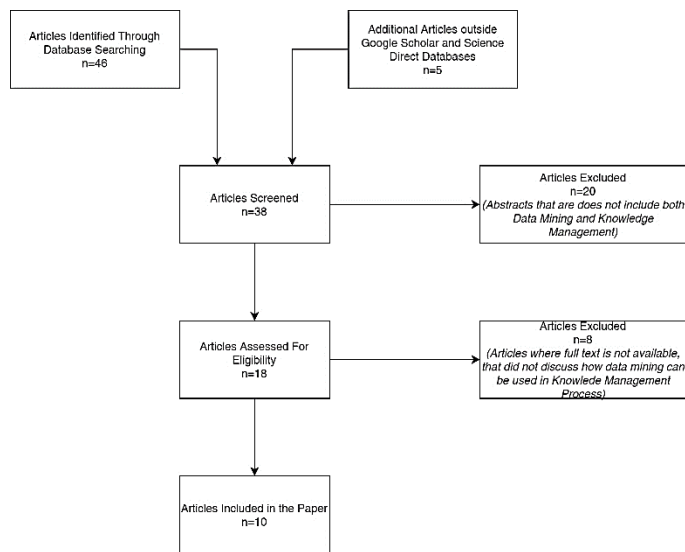 Articles Identified Through
Database Searching
n=46
Additional Articles outside
Google Scholar and Science
Direct Databases
n=5
Articles Screened
n=38
Articles Excluded
n=20
(Abstracts that are does not include both
Data Mining and Knowledge
Management)
Articles Assessed For
Eligibility
n=18
Articles Excluded
n=8
(Articles where full text is not available,
that did not discuss how data mining can
be used in Knowlede Management
Process)
Articles Included in the Paper
n=10